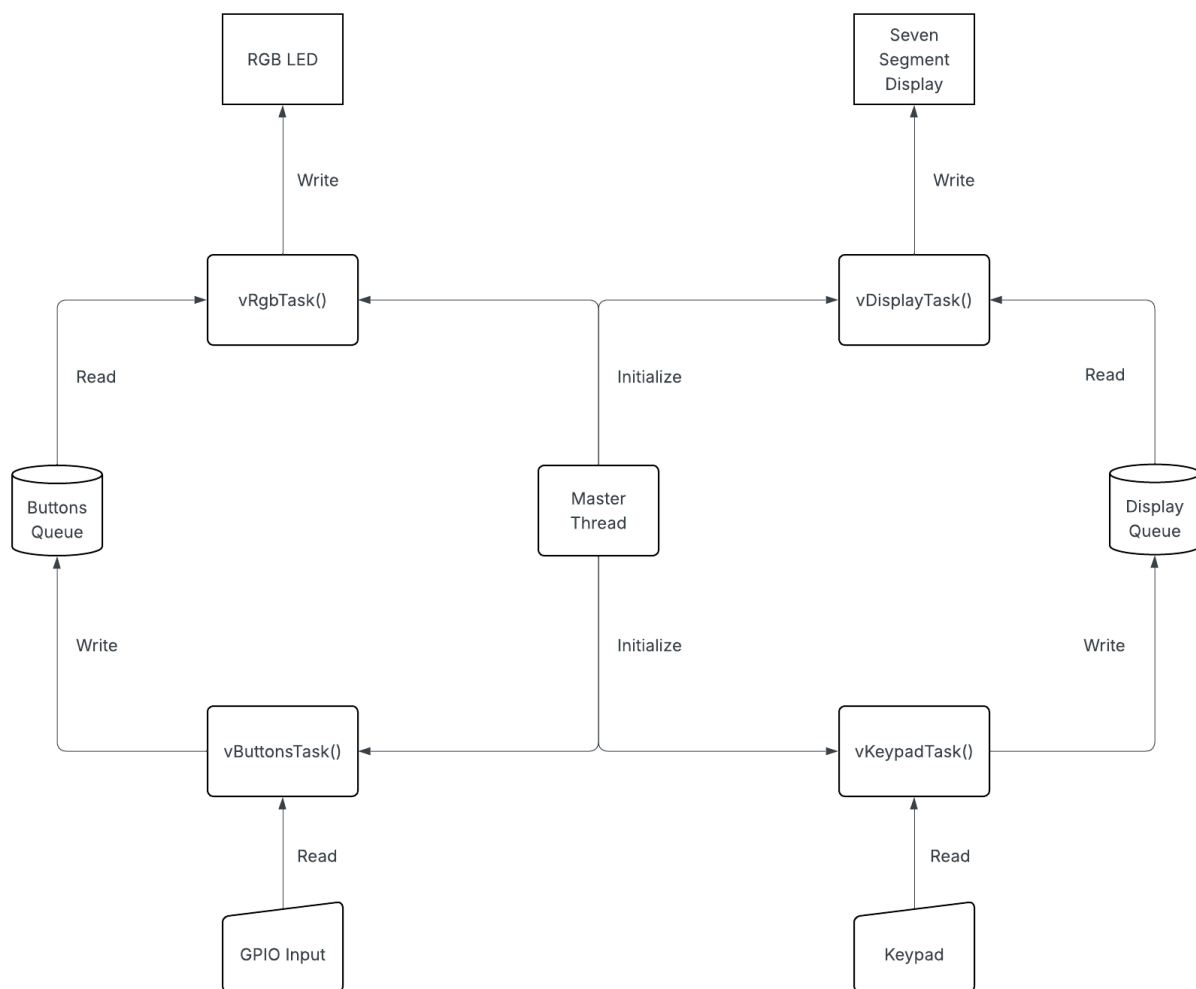 RGB LED
Seven
Segment
Display
Write
Write
vRgbTask()
vDisplayTask()
Read
Initialize
Read
Buttons
Queue
Master
Thread
Display
Queue
Write
Initialize
Write
vButtonsTask()
vKeypadTask()
Read
Read
GPIO Input
Keypad